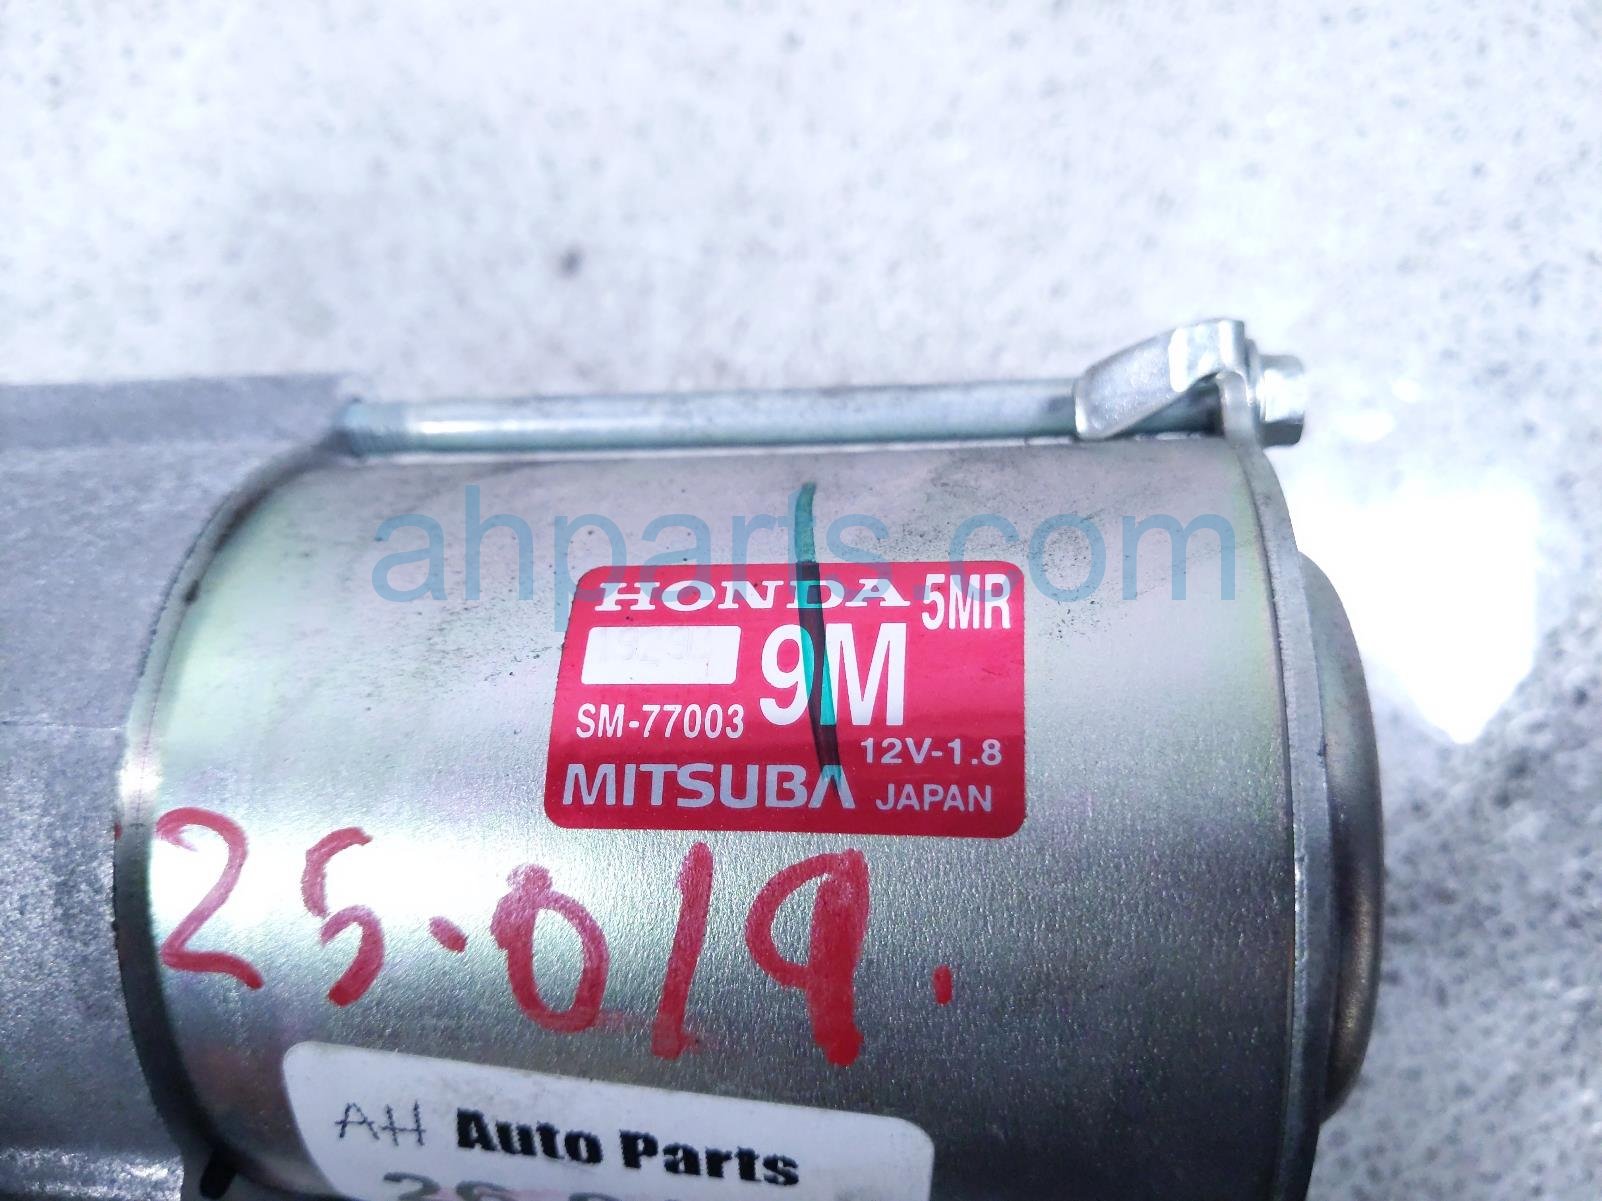 ahparts.com
HONDA 5MR
9M
SM-77003
12V-1.8
MITSUBA JAPAN
25.019.
AH Auto Parts